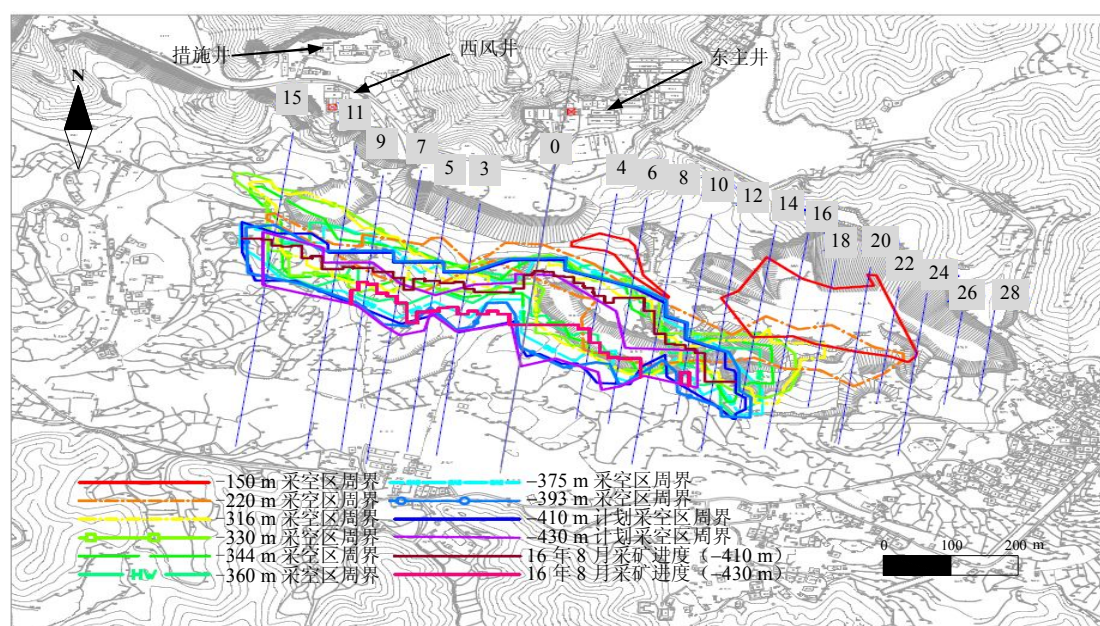 措施井
西风井
东主井
N
15
11
9
7
5
3
0
4
6
8
10
12
14
16
18
20
22
24
26
28
–150 m 采空区周界
–220 m 采空区周界
–316 m 采空区周界
–330 m 采空区周界
–344 m 采空区周界
HW
–360 m 采空区周界
–375 m 采空区周界
–393 m 采空区周界
–410 m 计划采空区周界
–430 m 计划采空区周界
16 年 8 月采矿进度（–410 m）
16 年 8 月采矿进度（–430 m）
0 100 200 m